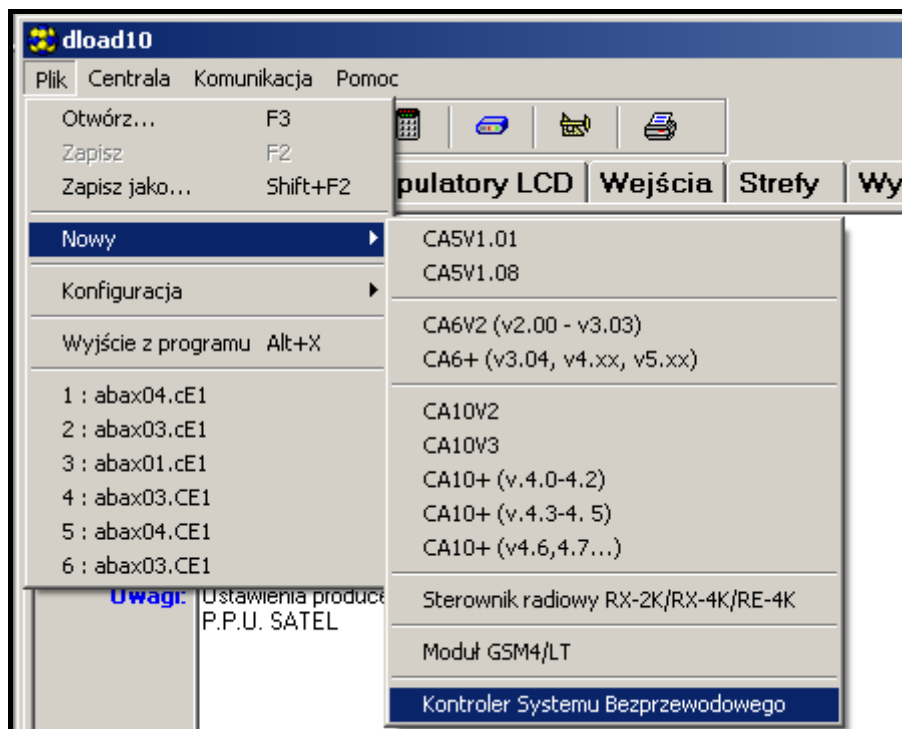 dload10
Plik Centrala Komunikacja Pomoc
Otwórz... F3
Zapisz F2
Zapisz jako... Shift+F2
Nowy
Konfiguracja
Wyjście z programu Alt+X
1 : abax04.cE1
2 : abax03.cE1
3 : abax01.cE1
4 : abax03.CE1
5 : abax04.CE1
6 : abax03.CE1
pulatory LCD Wejścia Strefy Wy
CA5V1.01
CA5V1.08
CA6V2 (v2.00 - v3.03)
CA6+ (v3.04, v4.xx, v5.xx)
CA10V2
CA10V3
CA10+ (v.4.0-4.2)
CA10+ (v.4.3-4. 5)
CA10+ (v4.6,4.7...)
Sterownik radiowy RX-2K/RX-4K/RE-4K
Moduł GSM4/LT
Kontroler Systemu Bezprzewodowego
Uwagi: Ustawienia produce
P.P.U. SATEL